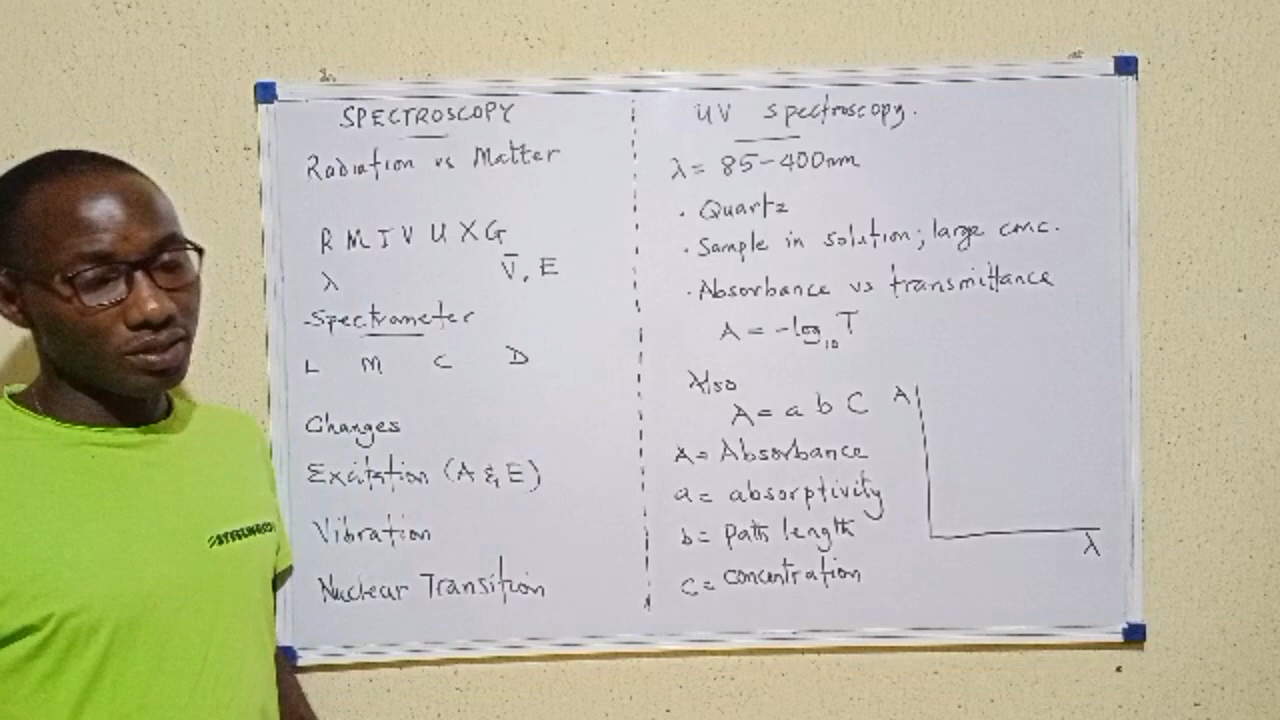 SPECTROSCOPY
Radiation vs Matter
R M I V U X G
λ ν̅, E
Spectrometer
L M C D
Changes
Excitation (A & E)
Vibration
Nuclear Transition
UV Spectroscopy.
λ = 85-400nm
. Quartz
. Sample in solution; large conc.
. Absorbance vs transmittance
A = -log₁₀ T
Also
A = a b C
A = Absorbance
a = absorptivity
b = path length
C = concentration
A
λ